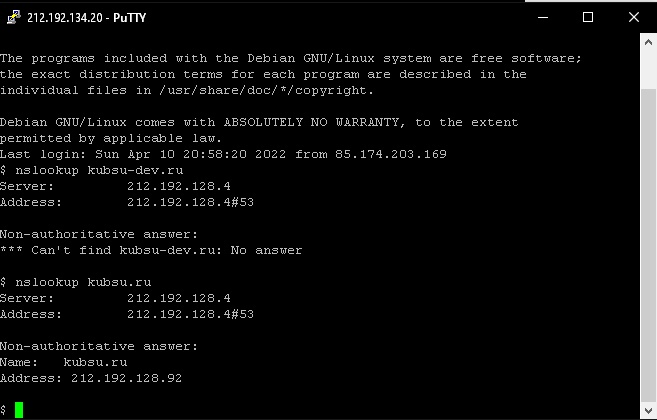 212.192.134.20 - PuTTY
The programs included with the Debian GNU/Linux system are free software;
the exact distribution terms for each program are described in the
individual files in /usr/share/doc/*/copyright.
Debian GNU/Linux comes with ABSOLUTELY NO WARRANTY, to the extent
permitted by applicable law.
Last login: Sun Apr 10 20:58:20 2022 from 85.174.203.169
$ nslookup kubsu-dev.ru
Server:         212.192.128.4
Address:        212.192.128.4#53
Non-authoritative answer:
*** Can't find kubsu-dev.ru: No answer
$ nslookup kubsu.ru
Server:         212.192.128.4
Address:        212.192.128.4#53
Non-authoritative answer:
Name:   kubsu.ru
Address: 212.192.128.92
$